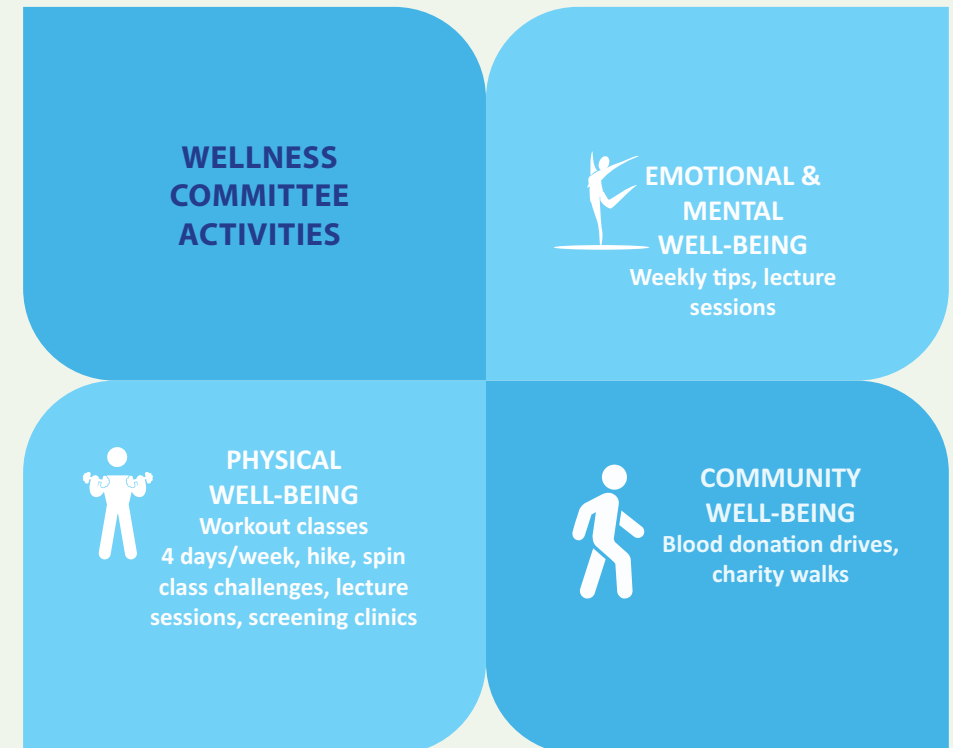 WELLNESS
COMMITTEE
ACTIVITIES
EMOTIONAL &
MENTAL
WELL-BEING
Weekly tips, lecture
sessions
PHYSICAL
WELL-BEING
Workout classes
4 days/week, hike, spin
class challenges, lecture
sessions, screening clinics
COMMUNITY
WELL-BEING
Blood donation drives,
charity walks